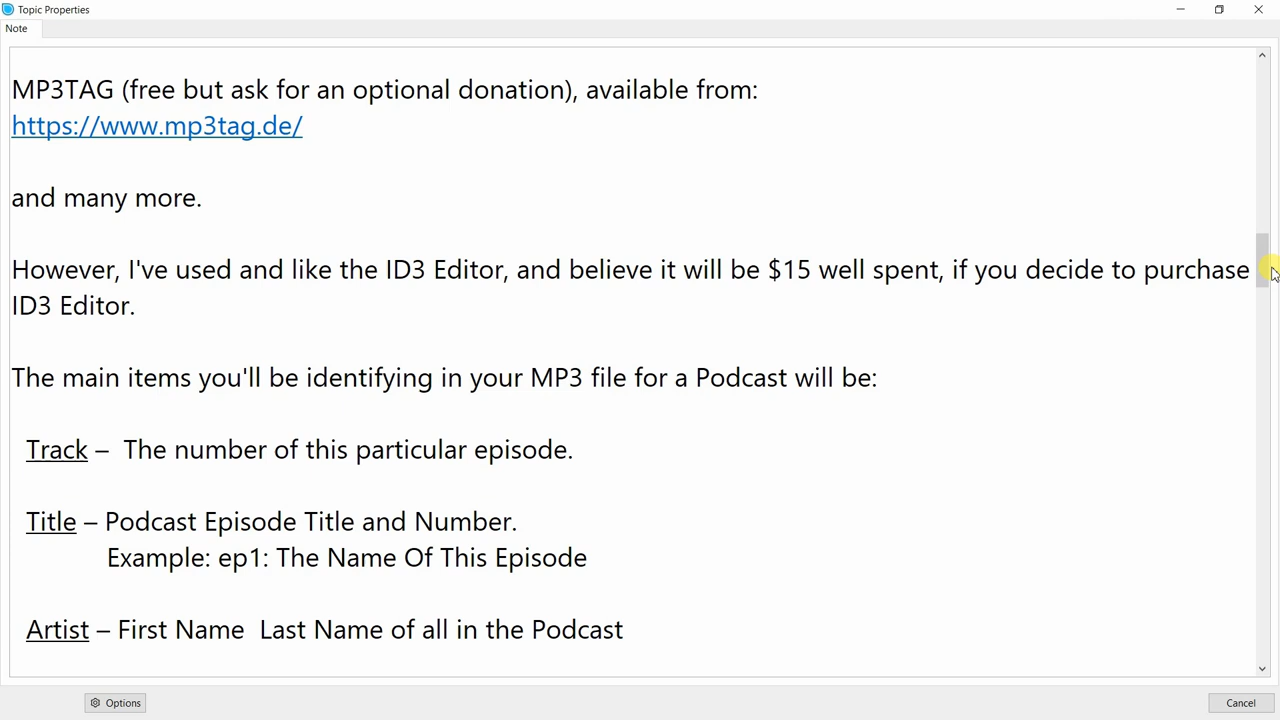 Topic Properties
Note
MP3TAG (free but ask for an optional donation), available from:
https://www.mp3tag.de/
and many more.
However, I've used and like the ID3 Editor, and believe it will be $15 well spent, if you decide to purchase
ID3 Editor.
The main items you'll be identifying in your MP3 file for a Podcast will be:
Track – The number of this particular episode.
Title – Podcast Episode Title and Number.
Example: ep1: The Name Of This Episode
Artist – First Name  Last Name of all in the Podcast
Options
Cancel